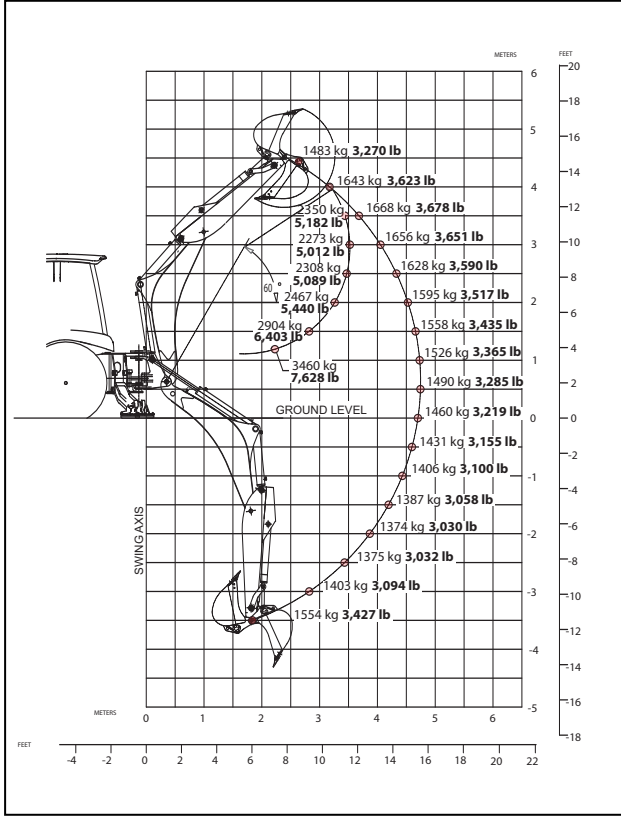 METERS
FEET
6
5
4
3
2
1
0
-1
-2
-3
-4
-5
20
18
16
14
12
10
8
6
4
2
0
-2
-4
-6
-8
-10
-12
-14
-16
-18
1483 kg 3,270 lb
1643 kg 3,623 lb
2350 kg
5,182 lb
1668 kg 3,678 lb
2273 kg
5,012 lb
1656 kg 3,651 lb
2308 kg
5,089 lb
1628 kg 3,590 lb
60 °
2467 kg
5,440 lb
1595 kg 3,517 lb
2904 kg
6,403 lb
1558 kg 3,435 lb
3460 kg
7,628 lb
1526 kg 3,365 lb
1490 kg 3,285 lb
GROUND LEVEL
1460 kg 3,219 lb
1431 kg 3,155 lb
1406 kg 3,100 lb
1387 kg 3,058 lb
1374 kg 3,030 lb
SWING AXIS
1375 kg 3,032 lb
1403 kg 3,094 lb
1554 kg 3,427 lb
METERS
0 1 2 3 4 5 6
FEET
-4 -2 0 2 4 6 8 10 12 14 16 18 20 22